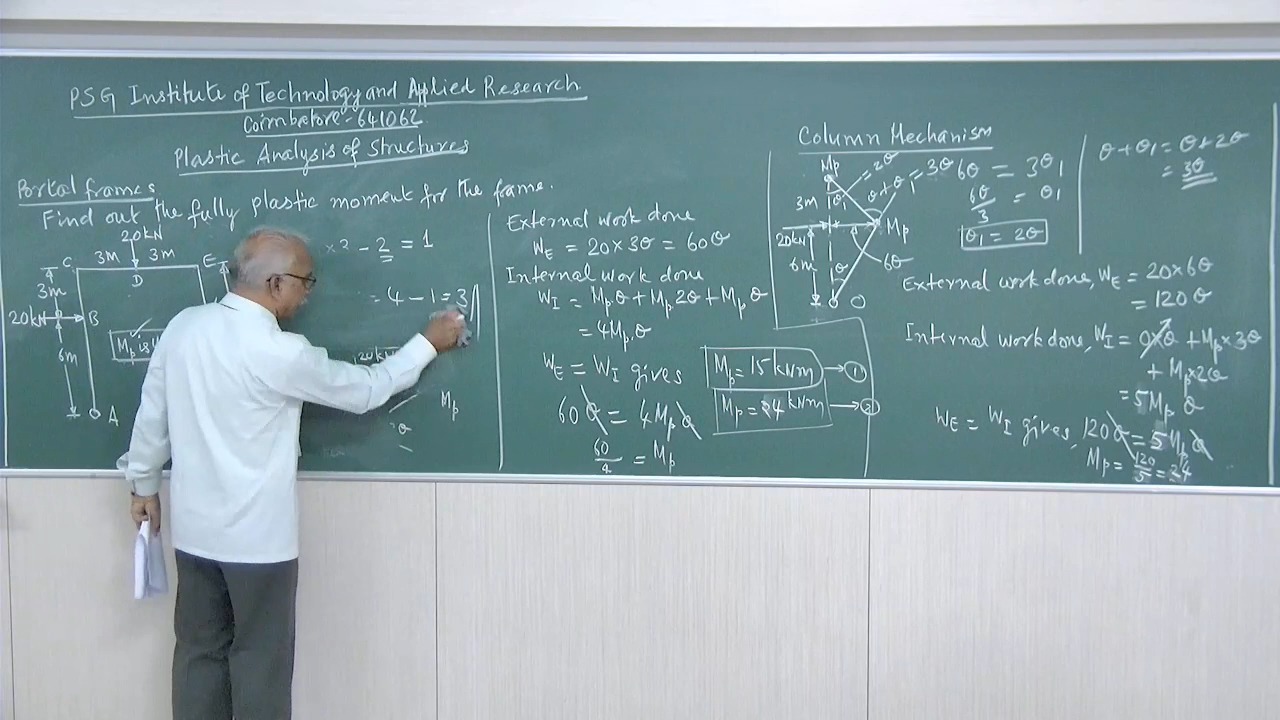 PSG Institute of Technology and Applied Research
Coimbatore - 641062
Plastic Analysis of Structures
Portal frames
Find out the fully plastic moment for the frame.
20kN
C 3m 3m E
D
3m
20kN B
6m
Mp is
A
×2 - 2 = 1
= 4 - 1 = 3
20kN
Mp
θ
External work done
WE = 20×3θ = 60θ
Internal work done
WI = Mpθ + Mp2θ + Mpθ
= 4Mpθ
WE = WI gives
60θ = 4Mpθ
60/4 = Mp
Mp = 15 kNm → ①
Mp = 24 kNm → ②
Column Mechanism
Mp
3m θ1 = 2θ
θ+θ1 = 3θ
20kN Mp
6m θ 6θ
6θ = 3θ1
6θ/3 = θ1
θ1 = 2θ
θ+θ1 = θ+2θ
= 3θ
External work done, WE = 20×6θ
= 120θ
Internal work done, WI = 0×θ + Mp×3θ
+ Mp×2θ
= 5Mp θ
WE = WI gives, 120θ = 5Mpθ
Mp = 120/5 = 24